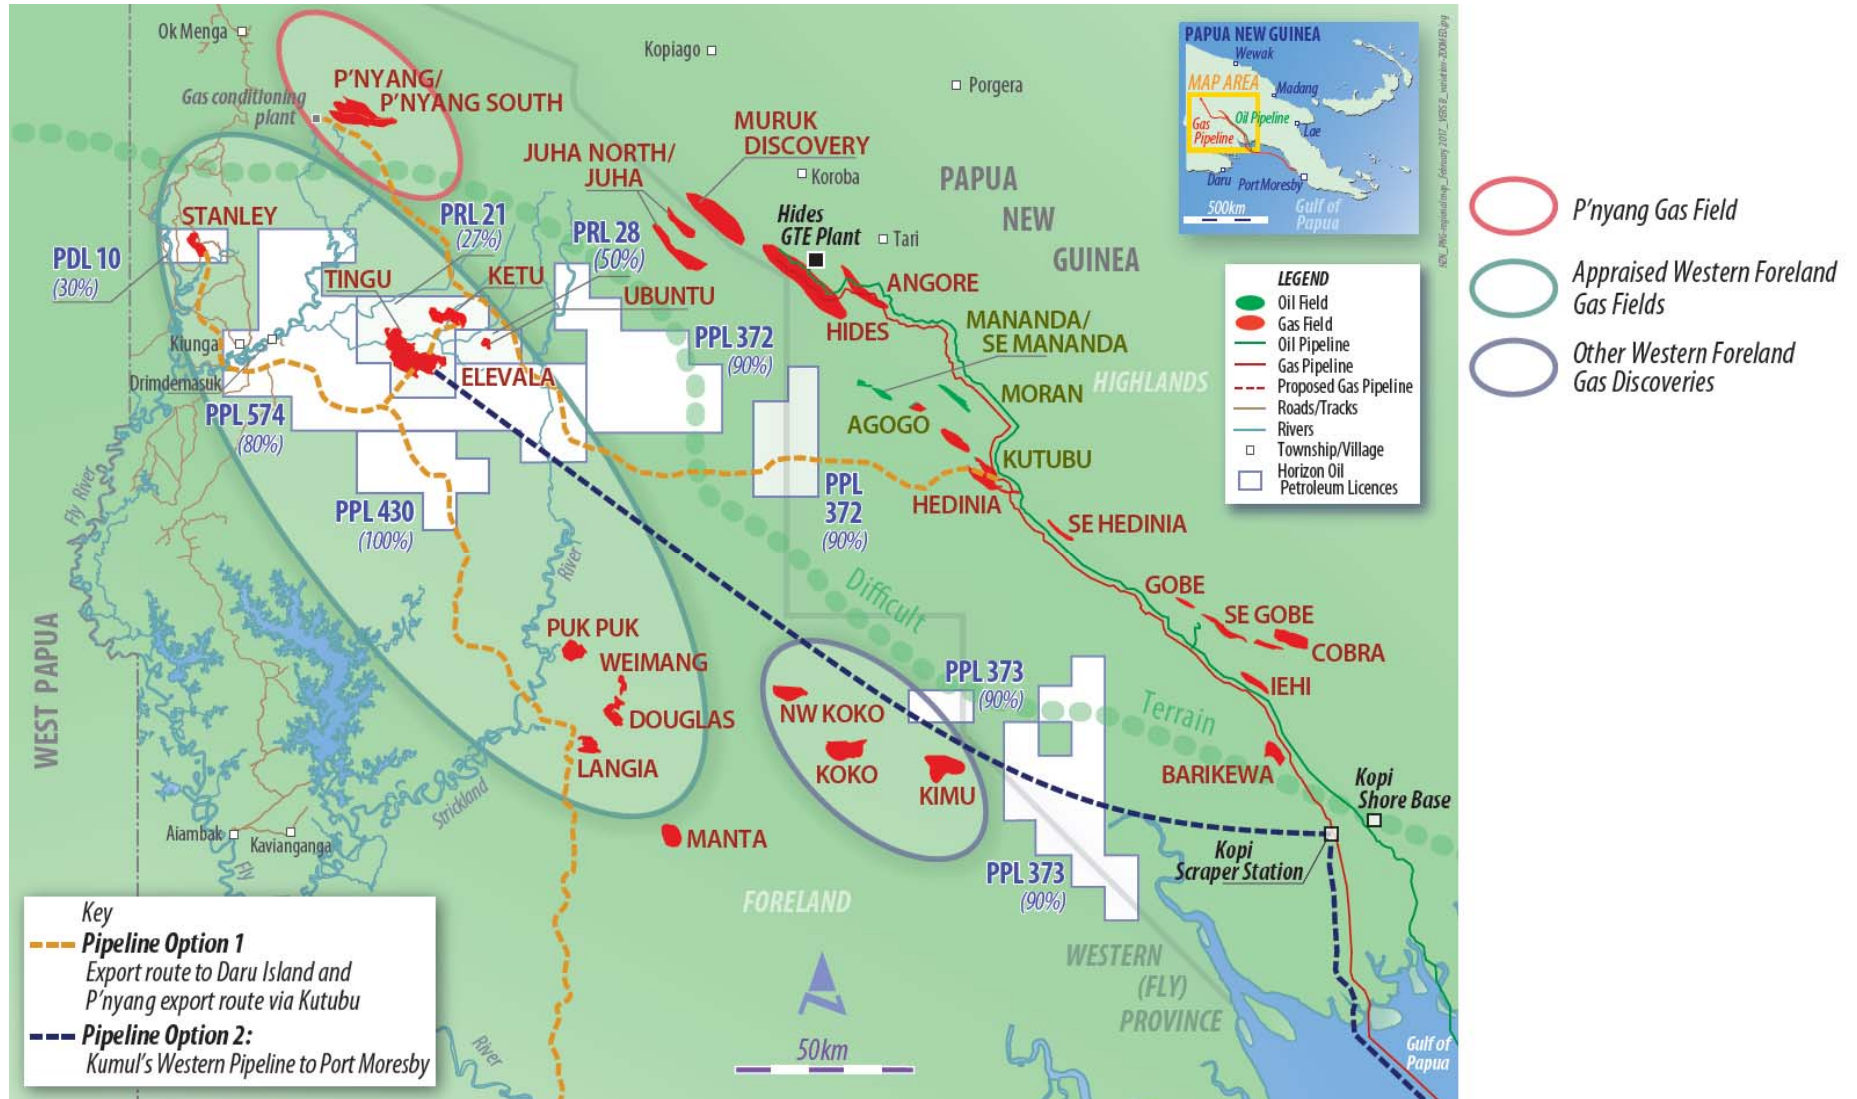 Ok Menga
Kopiago
Porgera
P'NYANG/
P'NYANG SOUTH
Gas conditioning
plant
MURUK
DISCOVERY
JUHA NORTH/
JUHA
Koroba
PAPUA
NEW
GUINEA
Hides
GTE Plant
Tari
STANLEY
PDL 10
(30%)
PRL 21
(27%)
PRL 28
(50%)
TINGU
KETU
UBUNTU
ANGORE
HIDES
MANANDA/
SE MANANDA
HIGHLANDS
PPL 372
(90%)
Kiunga
Drimdemasuk
ELEVALA
PPL 574
(80%)
MORAN
AGOGO
KUTUBU
HEDINIA
PPL
372
(90%)
SE HEDINIA
Fly River
PPL 430
(100%)
River
Difficult
Terrain
GOBE
SE GOBE
COBRA
IEHI
WEST PAPUA
PUK PUK
WEIMANG
DOUGLAS
LANGIA
NW KOKO
KOKO
KIMU
PPL 373
(90%)
BARIKEWA
Kopi
Shore Base
Strickland
Aiambak
Kavianganga
Fly
MANTA
Kopi
Scraper Station
PPL 373
(90%)
FORELAND
WESTERN
(FLY)
PROVINCE
River
50km
Gulf of
Papua
Key
Pipeline Option 1
Export route to Daru Island and
P'nyang export route via Kutubu
Pipeline Option 2:
Kumul's Western Pipeline to Port Moresby
PAPUA NEW GUINEA
Wewak
MAP AREA
Madang
Oil Pipeline
Gas
Pipeline
Lae
Daru
Port Moresby
500km
Gulf of
Papua
LEGEND
Oil Field
Gas Field
Oil Pipeline
Gas Pipeline
Proposed Gas Pipeline
Roads/Tracks
Rivers
Township/Village
Horizon Oil
Petroleum Licences
P'nyang Gas Field
Appraised Western Foreland
Gas Fields
Other Western Foreland
Gas Discoveries